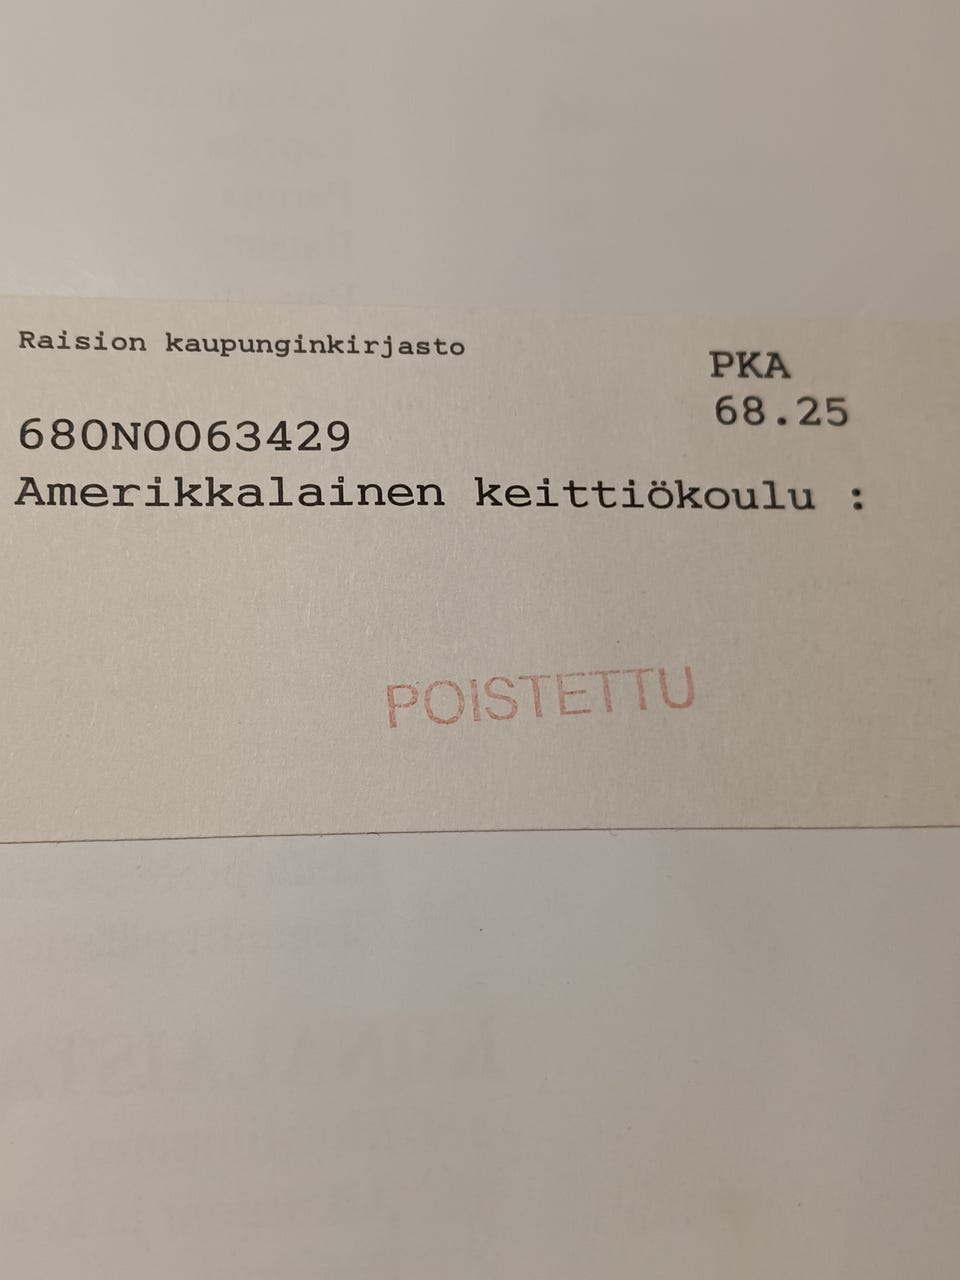 Raision kaupunginkirjasto
PKA
68.25
680N0063429
Amerikkalainen keittiökoulu :
POISTETTU